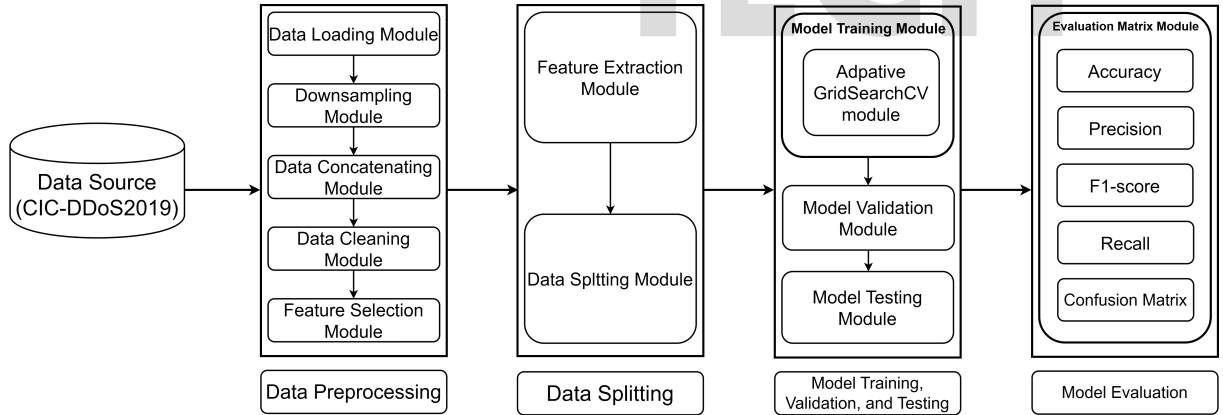 Data Source
(CIC-DDoS2019)
Data Loading Module
Downsampling
Module
Data Concatenating
Module
Data Cleaning
Module
Feature Selection
Module
Data Preprocessing
Feature Extraction
Module
Data Spltting Module
Data Splitting
Model Training Module
Adpative
GridSearchCV
module
Model Validation
Module
Model Testing
Module
Model Training,
Validation, and Testing
Evaluation Matrix Module
Accuracy
Precision
F1-score
Recall
Confusion Matrix
Model Evaluation